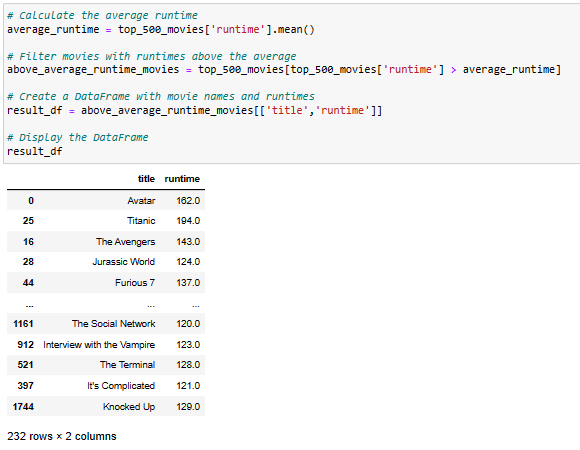 # Calculate the average runtime
average_runtime = top_500_movies['runtime'].mean()
# Filter movies with runtimes above the average
above_average_runtime_movies = top_500_movies[top_500_movies['runtime'] > average_runtime]
# Create a DataFrame with movie names and runtimes
result_df = above_average_runtime_movies[['title','runtime']]
# Display the DataFrame
result_df
title runtime
0 Avatar 162.0
25 Titanic 194.0
16 The Avengers 143.0
28 Jurassic World 124.0
44 Furious 7 137.0
... ... ...
1161 The Social Network 120.0
912 Interview with the Vampire 123.0
521 The Terminal 128.0
397 It's Complicated 121.0
1744 Knocked Up 129.0
232 rows × 2 columns